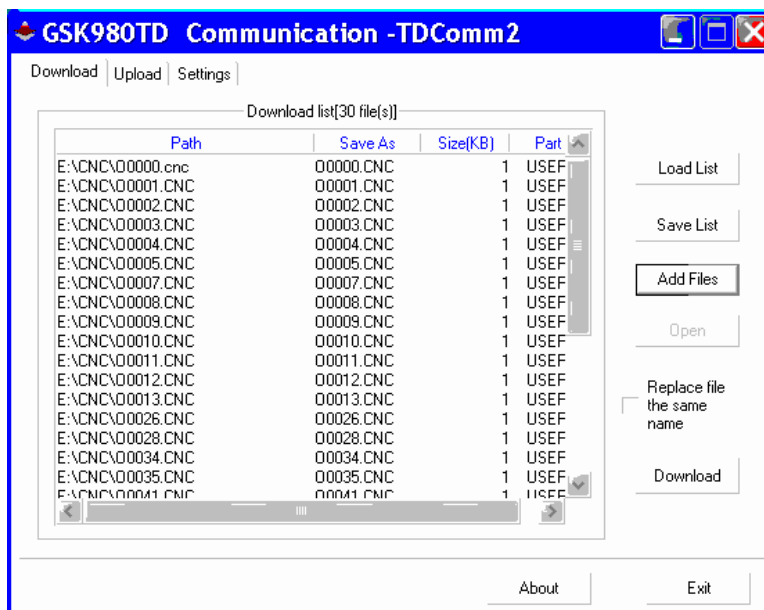 GSK980TD Communication -TDComm2
Download Upload Settings
Download list[30 file(s)]
Path Save As Size(KB) Part
E:\CNC\O0000.cnc O0000.CNC 1 USEF
E:\CNC\O0001.CNC O0001.CNC 1 USEF
E:\CNC\O0002.CNC O0002.CNC 1 USEF
E:\CNC\O0003.CNC O0003.CNC 1 USEF
E:\CNC\O0004.CNC O0004.CNC 1 USEF
E:\CNC\O0005.CNC O0005.CNC 1 USEF
E:\CNC\O0007.CNC O0007.CNC 1 USEF
E:\CNC\O0008.CNC O0008.CNC 1 USEF
E:\CNC\O0009.CNC O0009.CNC 1 USEF
E:\CNC\O0010.CNC O0010.CNC 1 USEF
E:\CNC\O0011.CNC O0011.CNC 1 USEF
E:\CNC\O0012.CNC O0012.CNC 1 USEF
E:\CNC\O0013.CNC O0013.CNC 1 USEF
E:\CNC\O0026.CNC O0026.CNC 1 USEF
E:\CNC\O0028.CNC O0028.CNC 1 USEF
E:\CNC\O0034.CNC O0034.CNC 1 USEF
E:\CNC\O0035.CNC O0035.CNC 1 USEF
E:\CNC\O0041.CNC O0041.CNC 1 USEF
Load List
Save List
Add Files
Open
Replace file
the same
name
Download
About Exit